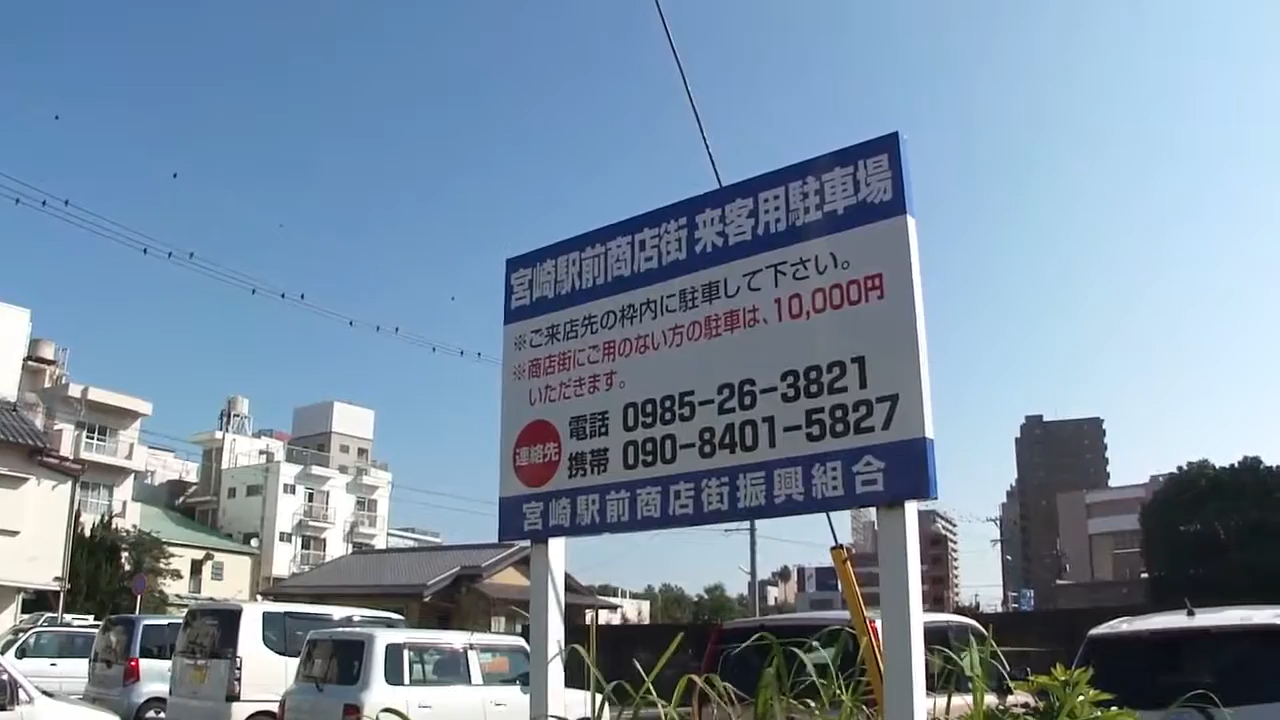 宮崎駅前商店街 来客用駐車場
※ご来店先の枠内に駐車して下さい。
※商店街にご用のない方の駐車は、10,000円
いただきます。
連絡先
電話 0985-26-3821
携帯 090-8401-5827
宮崎駅前商店街振興組合